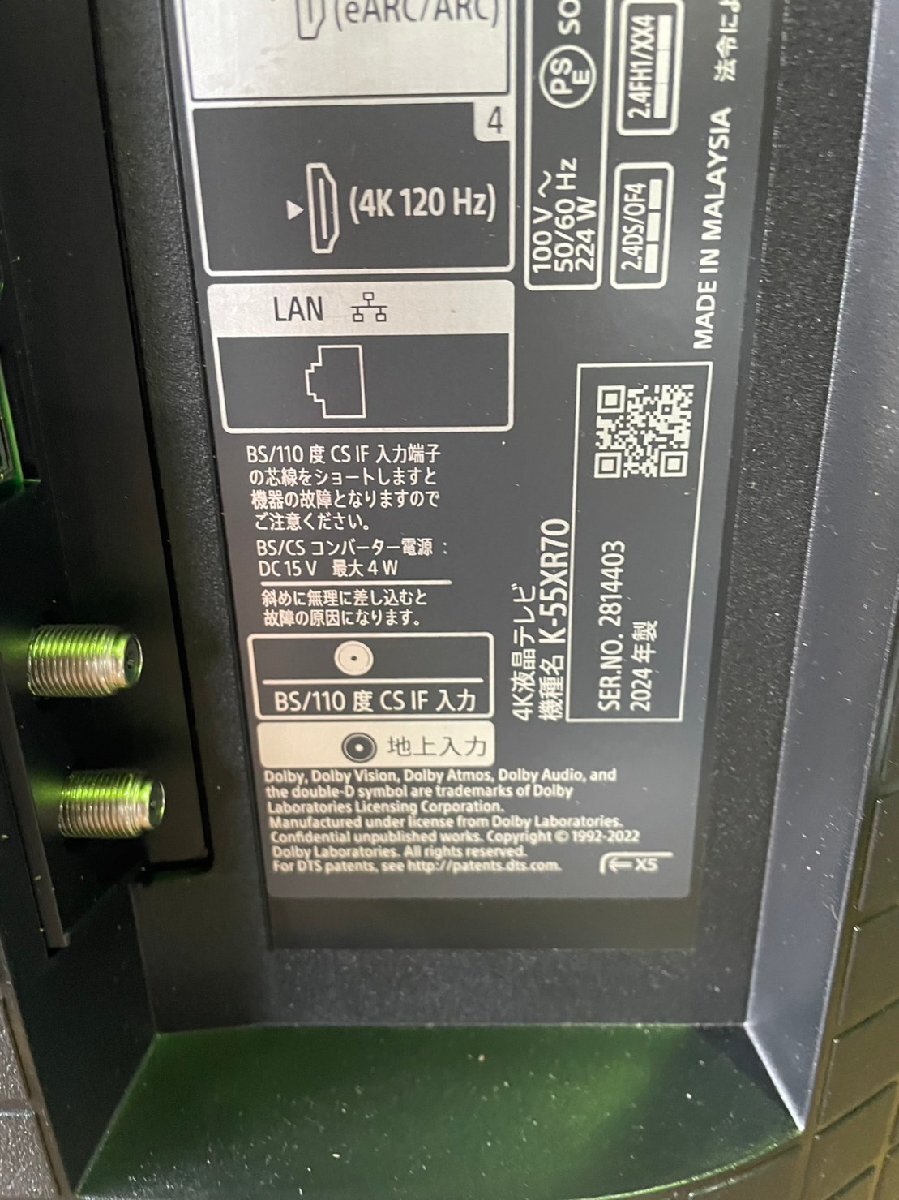 (eARC/ARC)
4
(4K 120 Hz)
LAN
BS/110 度 CS IF 入力端子
の芯線をショートしますと
機器の故障となりますので
ご注意ください。
BS/CS コンバーター電源 :
DC 15 V 最大 4 W
斜めに無理に差し込むと
故障の原因になります。
BS/110 度 CS IF 入力
地上入力
Dolby, Dolby Vision, Dolby Atmos, Dolby Audio, and
the double-D symbol are trademarks of Dolby
Laboratories Licensing Corporation.
Manufactured under license from Dolby Laboratories.
Confidential unpublished works. Copyright © 1992-2022
Dolby Laboratories. All rights reserved.
For DTS patents, see http://patents.dts.com.
X5
PSE
100 V ～
50/60 Hz
224 W
2.4FH1/XX4
2.4DS/OF4
MADE IN MALAYSIA
法令によ
4K液晶テレビ
機種名 K-55XR70
SER.NO. 2814403
2024 年製